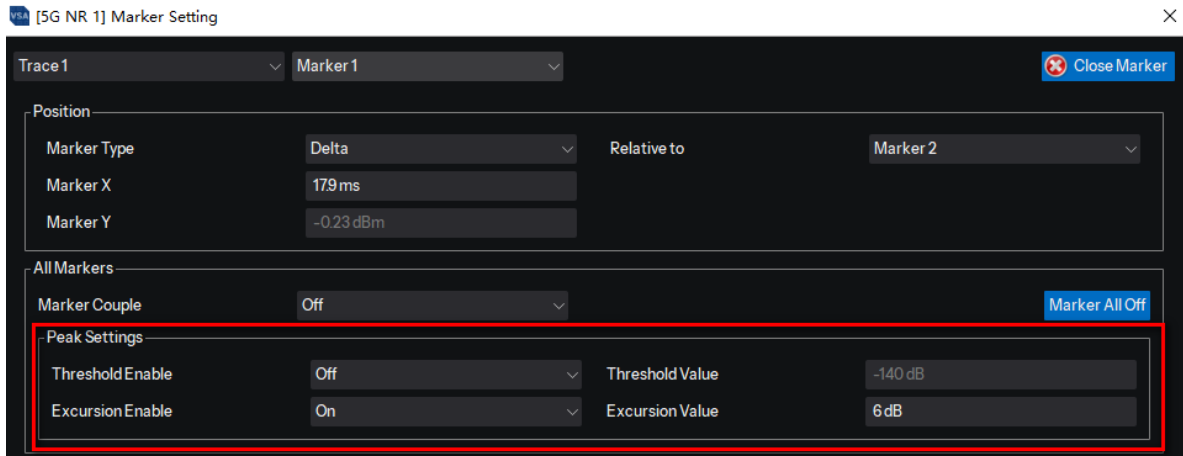 VSA [5G NR 1] Marker Setting
Trace 1 Marker 1 Close Marker
Position
Marker Type Delta Relative to Marker 2
Marker X 17.9 ms
Marker Y -0.23 dBm
All Markers
Marker Couple Off Marker All Off
Peak Settings
Threshold Enable Off Threshold Value -140 dB
Excursion Enable On Excursion Value 6 dB